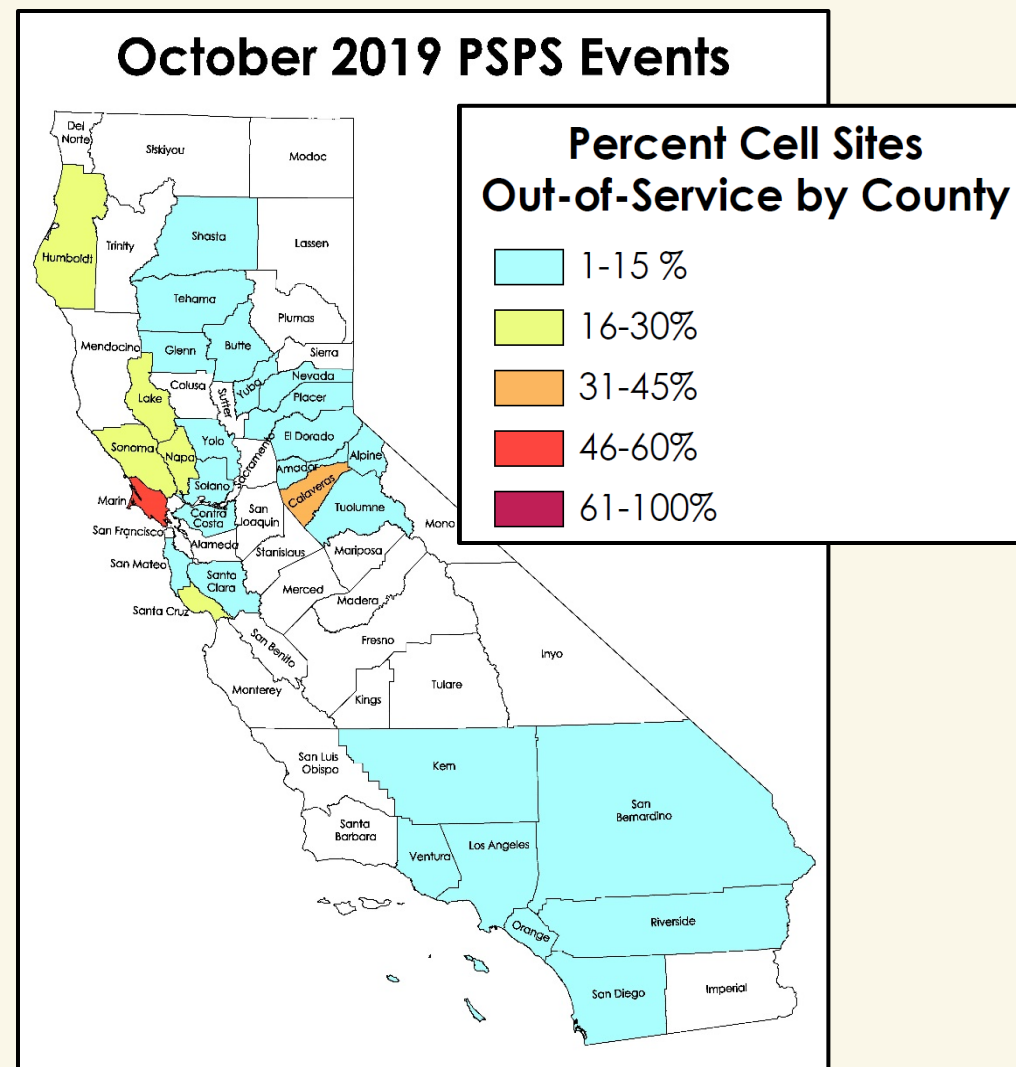 October 2019 PSPS Events
Percent Cell Sites
Out-of-Service by County
1-15 %
16-30%
31-45%
46-60%
61-100%
Del
Norte
Siskiyou
Modoc
Humboldt
Trinity
Shasta
Lassen
Tehama
Plumas
Mendocino
Glenn
Butte
Sierra
Colusa
Sutter
Yuba
Nevada
Placer
Lake
Sonoma
Napa
Yolo
Sacramento
El Dorado
Alpine
Amador
Solano
Calaveras
Marin
Contra
Costa
San
Joaquin
Tuolumne
Mono
San Francisco
Alameda
Stanislaus
Mariposa
San Mateo
Santa
Clara
Merced
Madera
Santa Cruz
San Benito
Fresno
Inyo
Monterey
Kings
Tulare
San Luis
Obispo
Kern
San
Bernardino
Santa
Barbara
Ventura
Los Angeles
Orange
Riverside
San Diego
Imperial